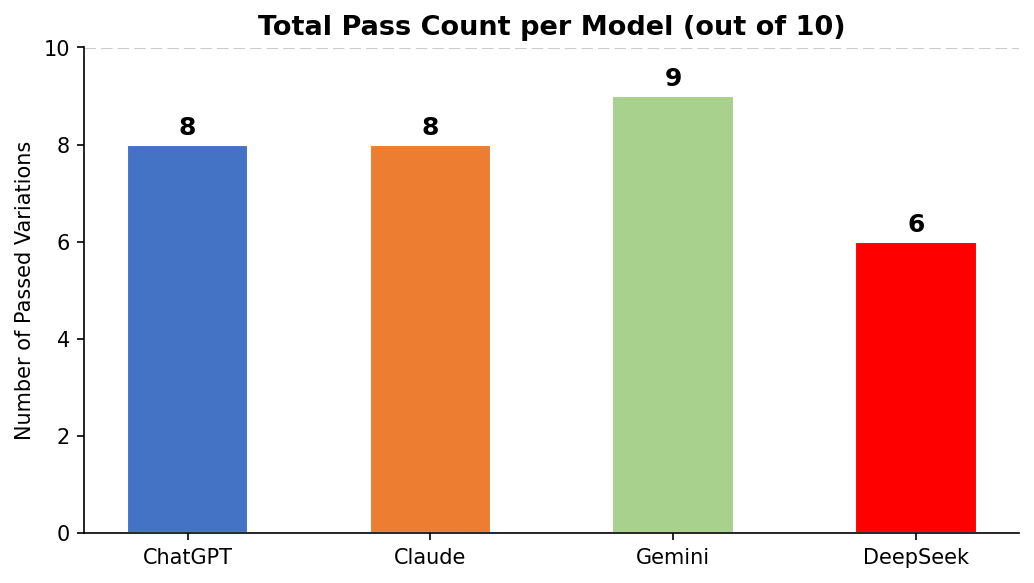 Total Pass Count per Model (out of 10)
Number of Passed Variations
10
8
6
4
2
0
8
8
9
6
ChatGPT
Claude
Gemini
DeepSeek